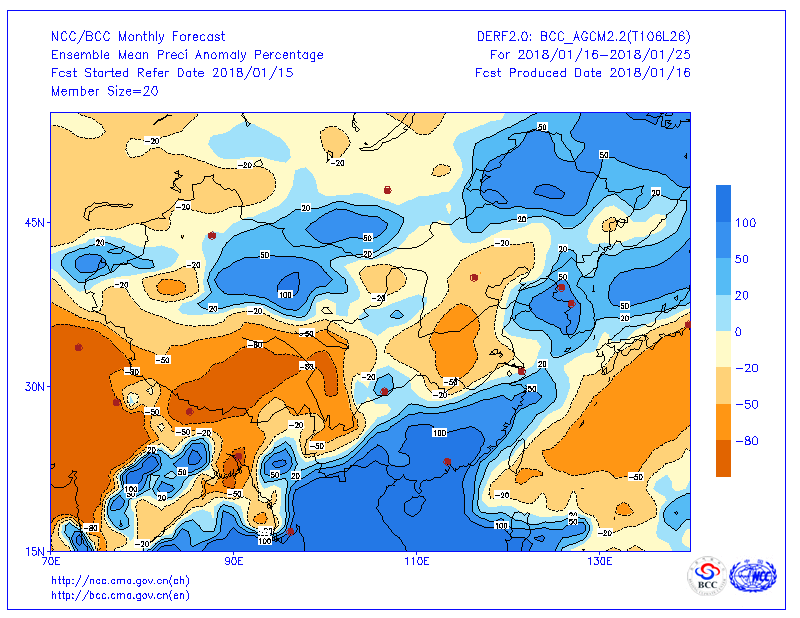 NCC/BCC Monthly Forecast
DERF2.0: BCC_AGCM2.2(T106L26)
Ensemble Mean Preci Anomaly Percentage
For 2018/01/16-2018/01/25
Fcst Started Refer Date 2018/01/15
Fcst Produced Date 2018/01/16
Member Size=20
45N
30N
15N
70E
90E
110E
130E
100
50
20
0
-20
-50
-80
http://ncc.cma.gov.cn(ch)
http://bcc.cma.gov.cn(en)
BCC
NCC